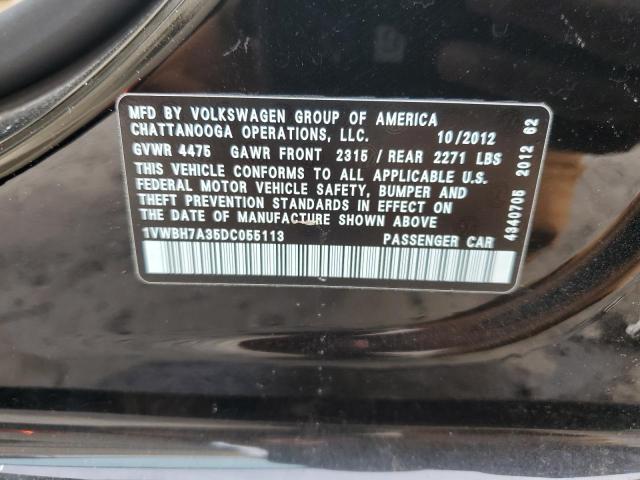 MFD BY VOLKSWAGEN GROUP OF AMERICA
CHATTANOOGA OPERATIONS, LLC. 10/2012
GVWR 4475 GAWR FRONT 2315/REAR 2271 LBS
THIS VEHICLE CONFORMS TO ALL APPLICABLE U.S.
FEDERAL MOTOR VEHICLE SAFETY, BUMPER AND
THEFT PREVENTION STANDARDS IN EFFECT ON
THE DATE OF MANUFACTURE SHOWN ABOVE
1VWBH7A35DC055113 PASSENGER CAR
4340705 2012 62